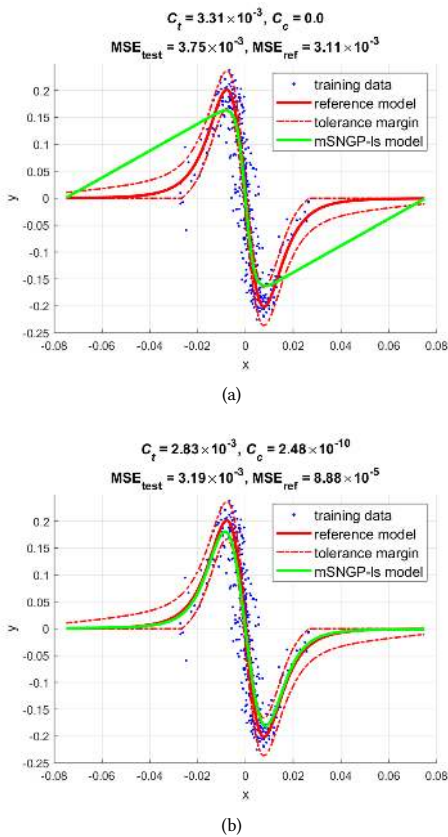 C_t = 3.31×10^-3, C_c = 0.0
MSE_test = 3.75×10^-3, MSE_ref = 3.11×10^-3
training data
reference model
tolerance margin
mSNGP-ls model
0.2
0.15
0.1
0.05
0
-0.05
-0.1
-0.15
-0.2
-0.25
y
-0.08 -0.06 -0.04 -0.02 0 0.02 0.04 0.06 0.08
x
(a)
C_t = 2.83×10^-3, C_c = 2.48×10^-10
MSE_test = 3.19×10^-3, MSE_ref = 8.88×10^-5
training data
reference model
tolerance margin
mSNGP-ls model
0.2
0.15
0.1
0.05
0
-0.05
-0.1
-0.15
-0.2
-0.25
y
-0.08 -0.06 -0.04 -0.02 0 0.02 0.04 0.06 0.08
x
(b)